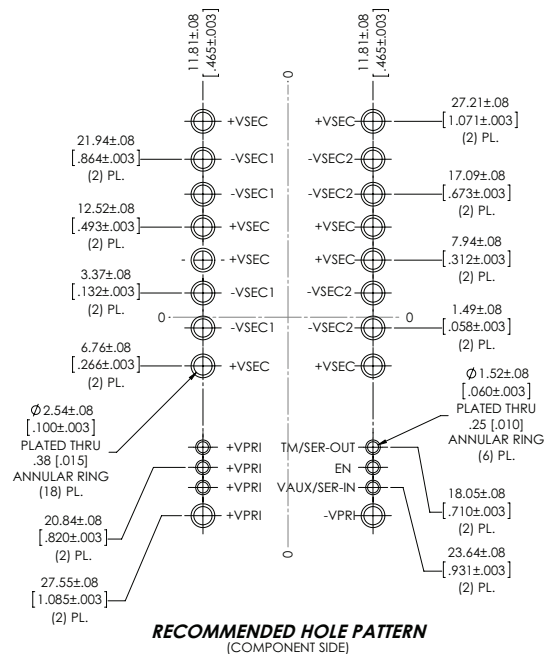 11.81±.08
[.465±.003]
11.81±.08
[.465±.003]
0
+VSEC
+VSEC
27.21±.08
[1.071±.003]
(2) PL.
21.94±.08
[.864±.003]
(2) PL.
-VSEC1
-VSEC2
-VSEC1
-VSEC2
17.09±.08
[.673±.003]
(2) PL.
12.52±.08
[.493±.003]
(2) PL.
+VSEC
+VSEC
+VSEC
+VSEC
7.94±.08
[.312±.003]
(2) PL.
3.37±.08
[.132±.003]
(2) PL.
-VSEC1
-VSEC2
0
-VSEC1
-VSEC2
0
1.49±.08
[.058±.003]
(2) PL.
6.76±.08
[.266±.003]
(2) PL.
+VSEC
+VSEC
Ø1.52±.08
[.060±.003]
PLATED THRU
.25 [.010]
ANNULAR RING
(6) PL.
Ø2.54±.08
[.100±.003]
PLATED THRU
.38 [.015]
ANNULAR RING
(18) PL.
+VPRI
TM/SER-OUT
+VPRI
EN
+VPRI
VAUX/SER-IN
+VPRI
-VPRI
18.05±.08
[.710±.003]
(2) PL.
20.84±.08
[.820±.003]
(2) PL.
23.64±.08
[.931±.003]
(2) PL.
27.55±.08
[1.085±.003]
(2) PL.
0
RECOMMENDED HOLE PATTERN
(COMPONENT SIDE)